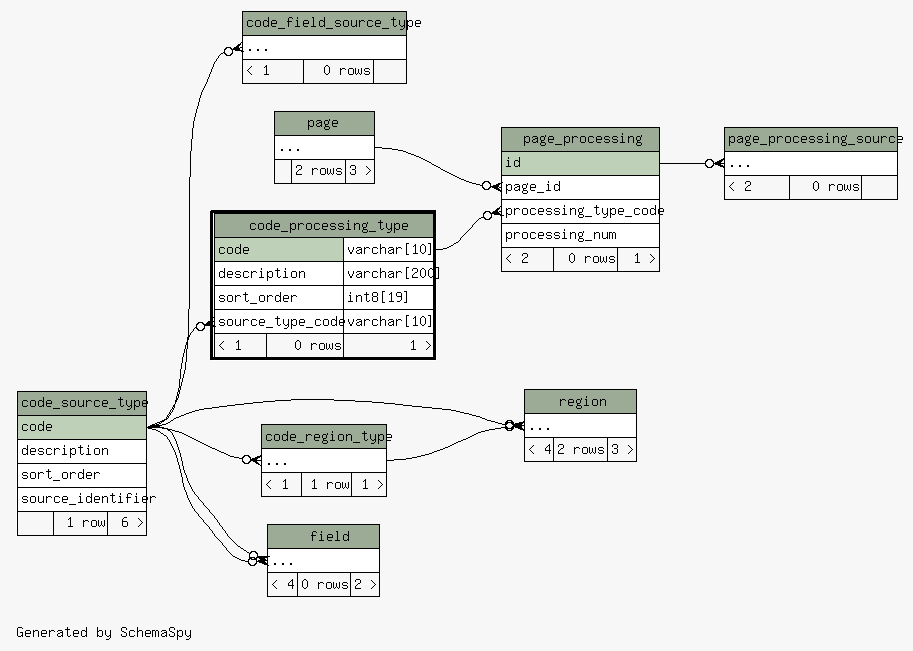 code_field_source_type
...
< 1 0 rows
page
...
2 rows 3 >
page_processing
id
page_id
processing_type_code
processing_num
< 2 0 rows 1 >
page_processing_source
...
< 2 0 rows
code_processing_type
code varchar[10]
description varchar[200]
sort_order int8[19]
source_type_code varchar[10]
< 1 0 rows 1 >
code_source_type
code
description
sort_order
source_identifier
1 row 6 >
region
...
< 4 2 rows 3 >
code_region_type
...
< 1 1 row 1 >
field
...
< 4 0 rows 2 >
Generated by SchemaSpy